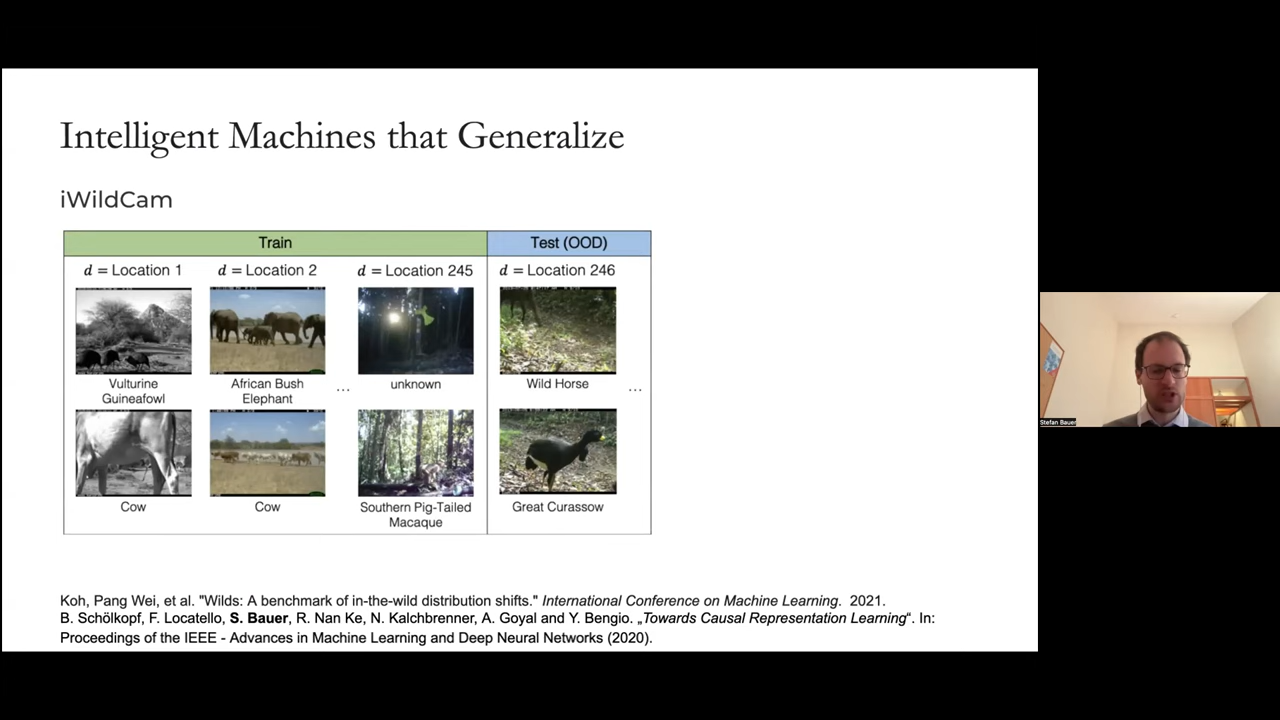 Intelligent Machines that Generalize
iWildCam
Train
Test (OOD)
d = Location 1
d = Location 2
d = Location 245
d = Location 246
Vulturine
Guineafowl
African Bush
Elephant
...
unknown
Wild Horse
...
Cow
Cow
Southern Pig-Tailed
Macaque
Great Curassow
Koh, Pang Wei, et al. "Wilds: A benchmark of in-the-wild distribution shifts." International Conference on Machine Learning. 2021.
B. Schölkopf, F. Locatello, S. Bauer, R. Nan Ke, N. Kalchbrenner, A. Goyal and Y. Bengio. „Towards Causal Representation Learning“. In:
Proceedings of the IEEE - Advances in Machine Learning and Deep Neural Networks (2020).
Stefan Bauer